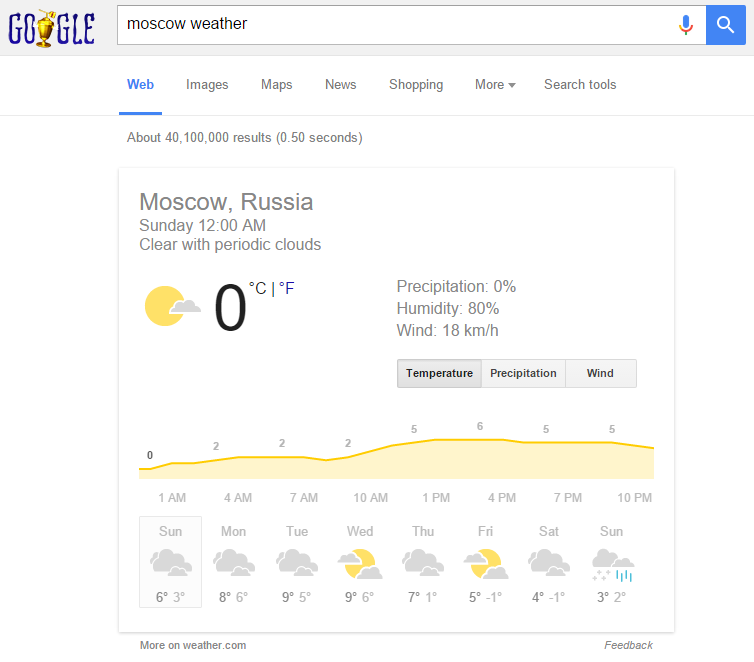 GOOGLE
moscow weather
Web Images Maps News Shopping More Search tools
About 40,100,000 results (0.50 seconds)
Moscow, Russia
Sunday 12:00 AM
Clear with periodic clouds
0 °C | °F
Precipitation: 0%
Humidity: 80%
Wind: 18 km/h
Temperature Precipitation Wind
0 2 2 2 5 6 5 5
1 AM 4 AM 7 AM 10 AM 1 PM 4 PM 7 PM 10 PM
Sun Mon Tue Wed Thu Fri Sat Sun
6° 3° 8° 6° 9° 5° 9° 6° 7° 1° 5° -1° 4° -1° 3° 2°
More on weather.com Feedback